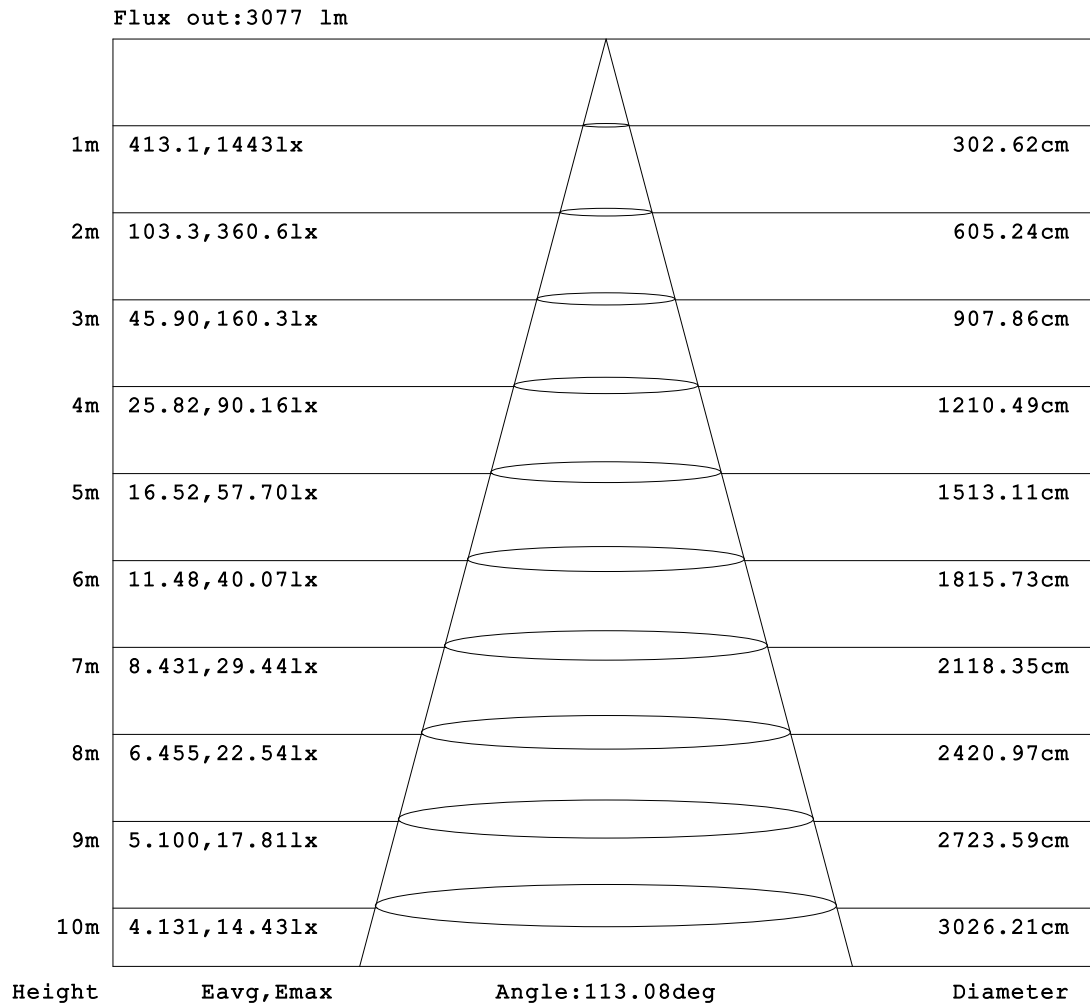 Flux out:3077 lm
1m 413.1,1443lx 302.62cm
2m 103.3,360.6lx 605.24cm
3m 45.90,160.3lx 907.86cm
4m 25.82,90.16lx 1210.49cm
5m 16.52,57.70lx 1513.11cm
6m 11.48,40.07lx 1815.73cm
7m 8.431,29.44lx 2118.35cm
8m 6.455,22.54lx 2420.97cm
9m 5.100,17.81lx 2723.59cm
10m 4.131,14.43lx 3026.21cm
Height Eavg,Emax Angle:113.08deg Diameter